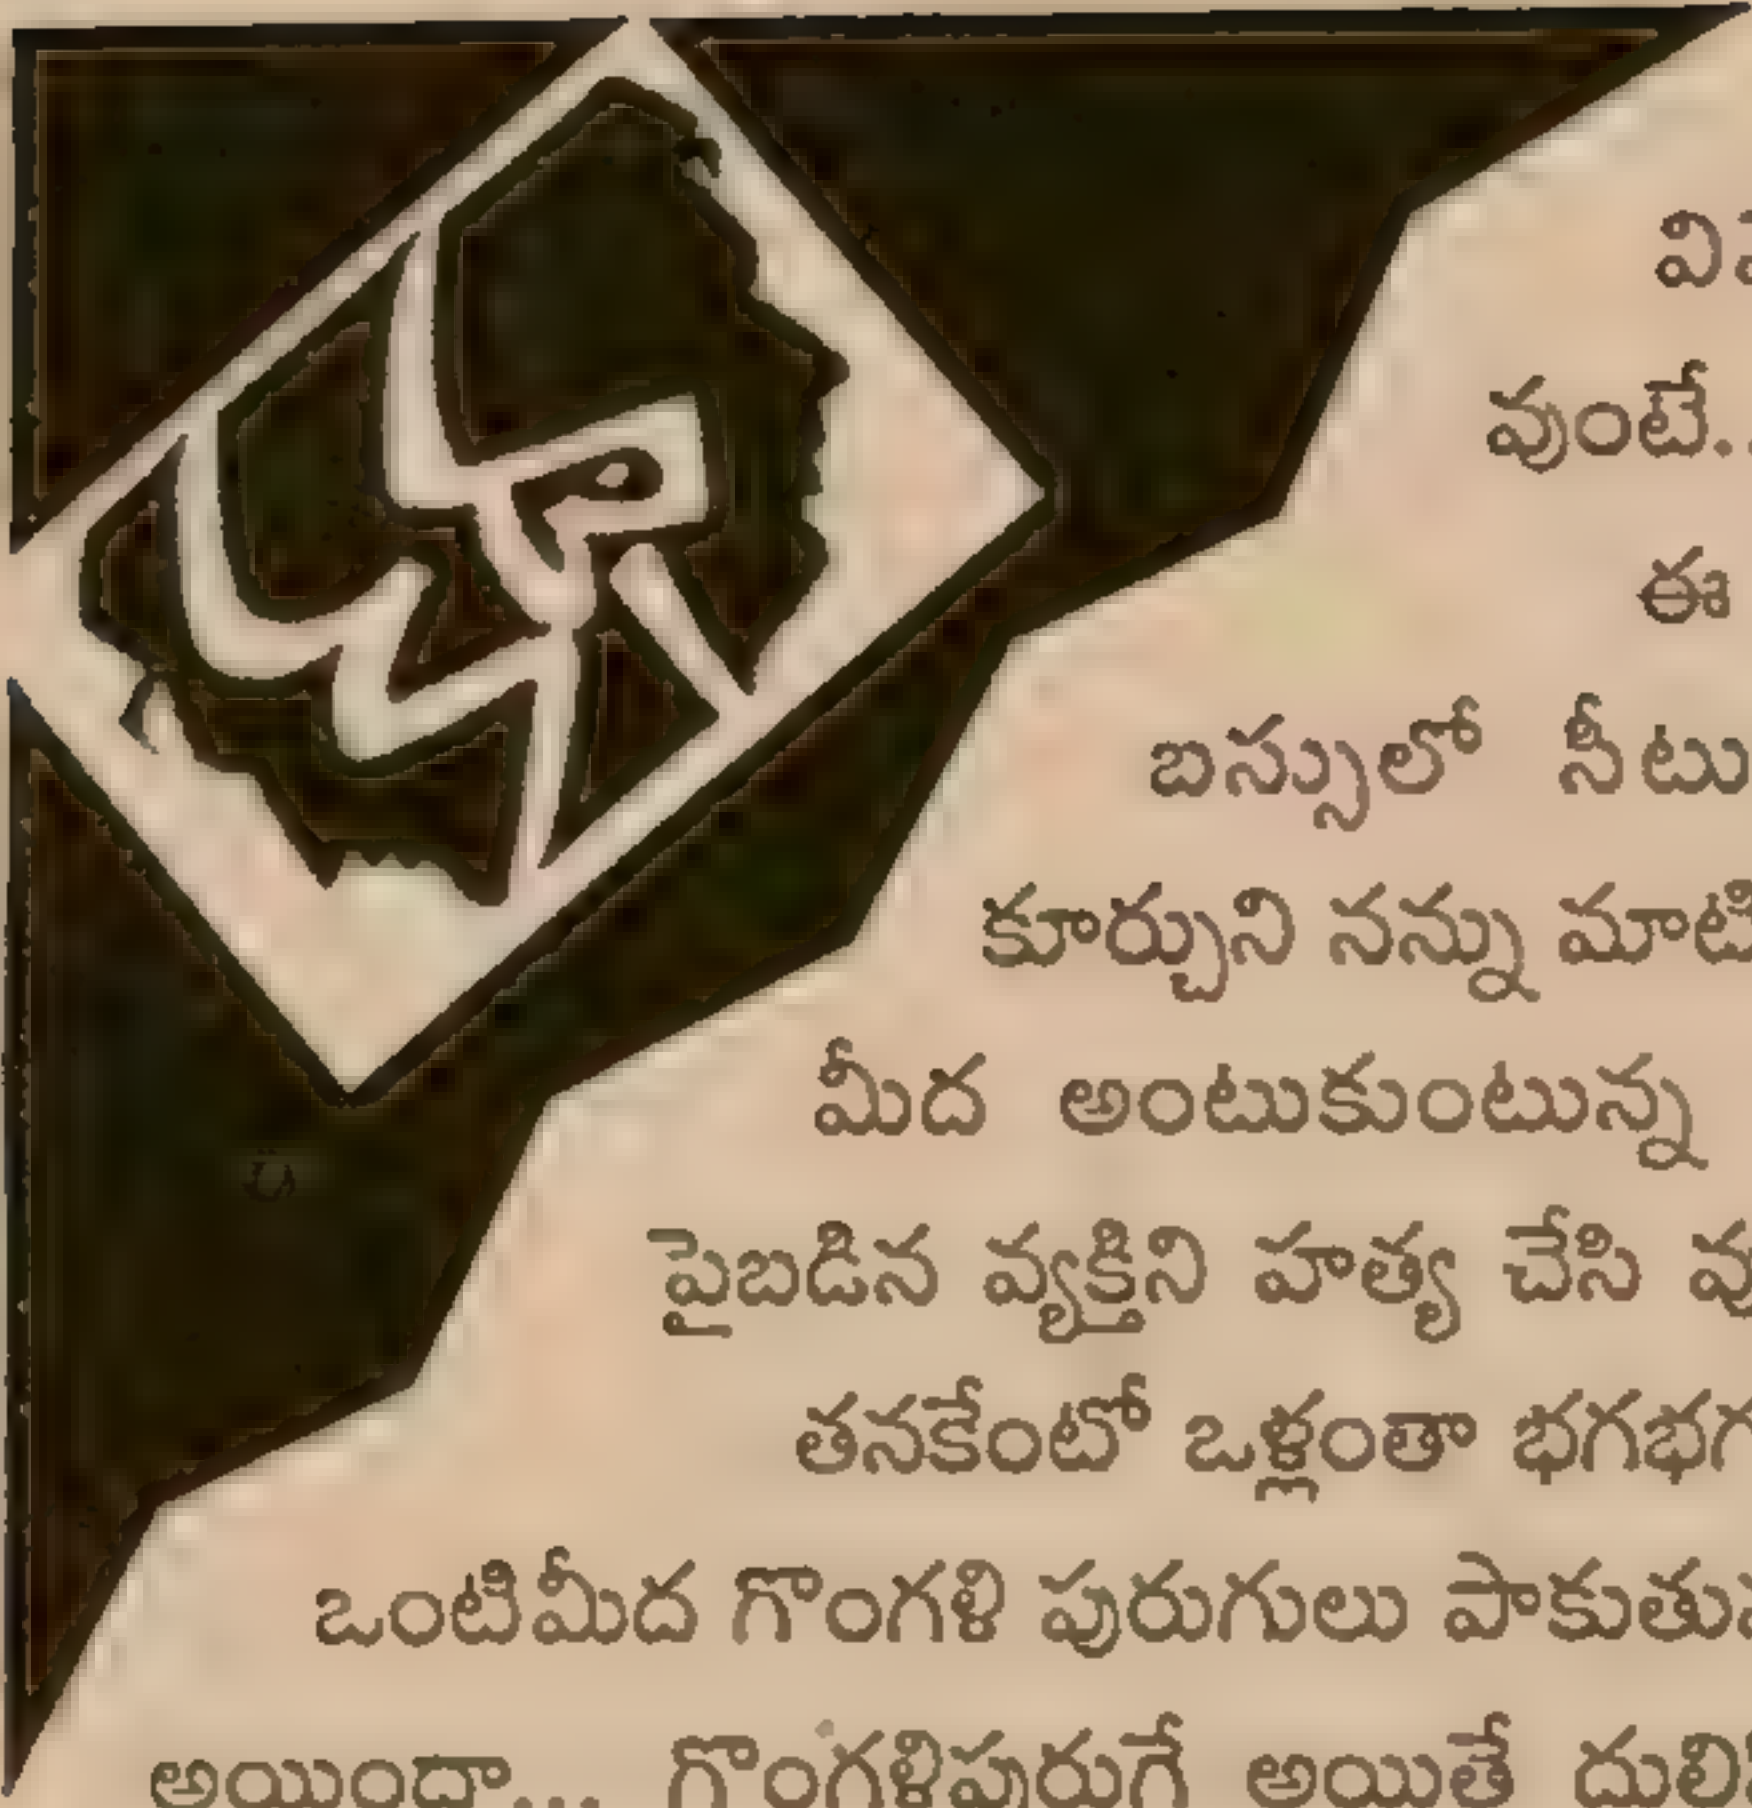 వుంటే..
ఈ
బస్సులో నీటు
కూర్చుని నన్ను మాటి
మీద అంటుకుంటున్న
పైబడిన వ్యక్తిని హత్య చేసి
తనకేంటో ఒళ్లంతా భగభగ
ఒంటిమీద గొంగళి పురుగులు పాకుతు
అయిందా... గొంగళిపురుగే అయితే దులి